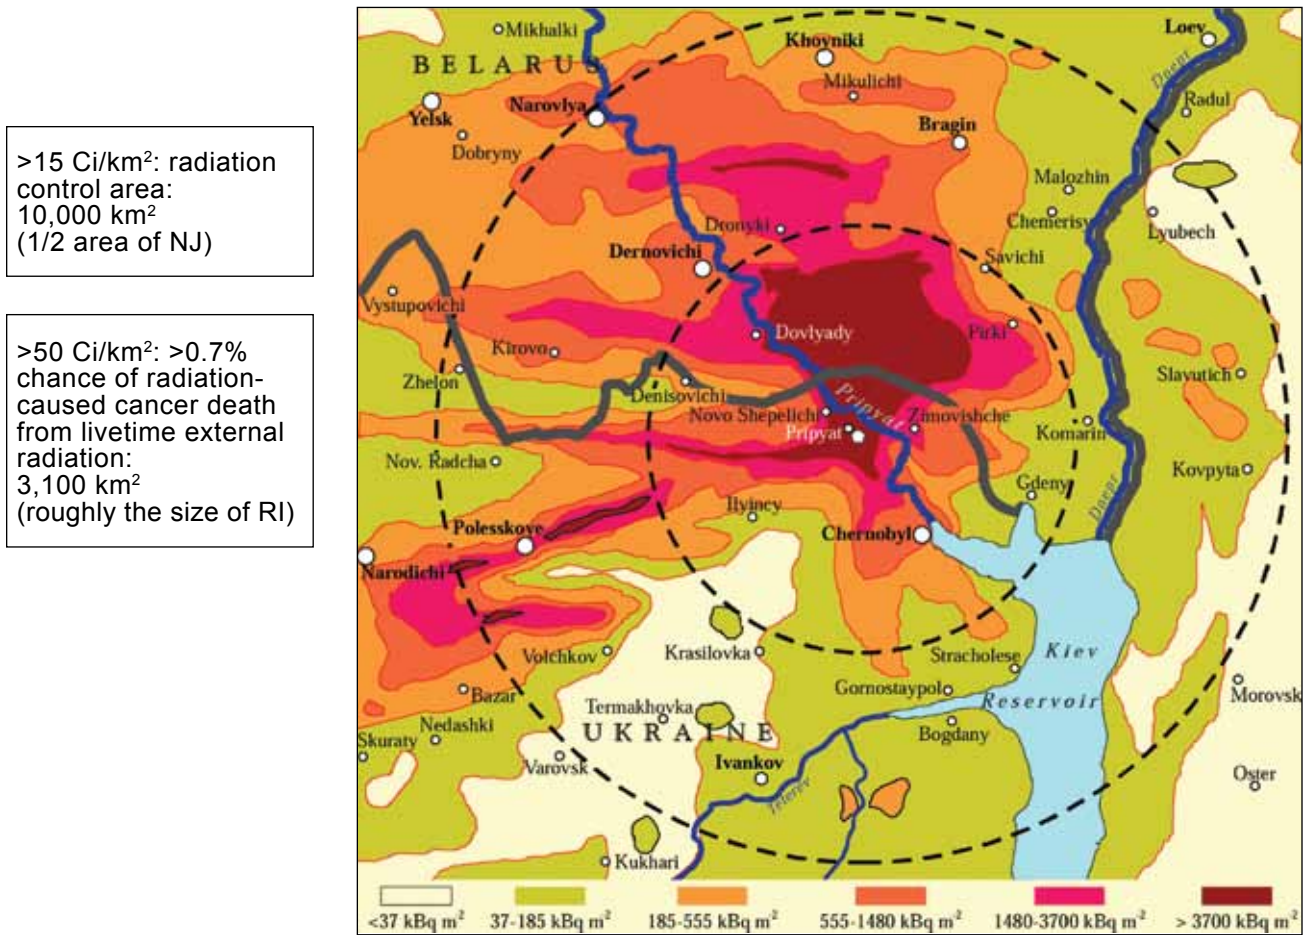 >15 Ci/km²: radiation
control area:
10,000 km²
(1/2 area of NJ)
>50 Ci/km²: >0.7%
chance of radiation-
caused cancer death
from livetime external
radiation:
3,100 km²
(roughly the size of RI)
Mikhalki
BELARUS
Khoyniki
Loev
Mikulichi
Dnepr
Yelsk
Narovlya
Radul
Dobryny
Bragin
Malozhin
Chemerisy
Lyubech
Dronyki
Dernovichi
Savichi
Vystupovichi
Dovlyady
Pirki
Kirovo
Zhelon
Slavutich
Denisovichi
Novo Shepelichi
Pripyat
Zimovishche
Pripyat
Komarin
Nov. Radcha
Kovpyta
Gdeny
Ilyincy
Dnepr
Polesskoye
Chernobyl
Narodichi
Volchkov
Krasilovka
Stracholese
Kiev
Reservoir
Bazar
Gornostaypol
Morovsk
Termakhovka
Nedashki
UKRAINE
Bogdany
Skuraty
Varovsk
Ivankov
Oster
Teterev
Kukhari
<37 kBq m²
37-185 kBq m²
185-555 kBq m²
555-1480 kBq m²
1480-3700 kBq m²
> 3700 kBq m²